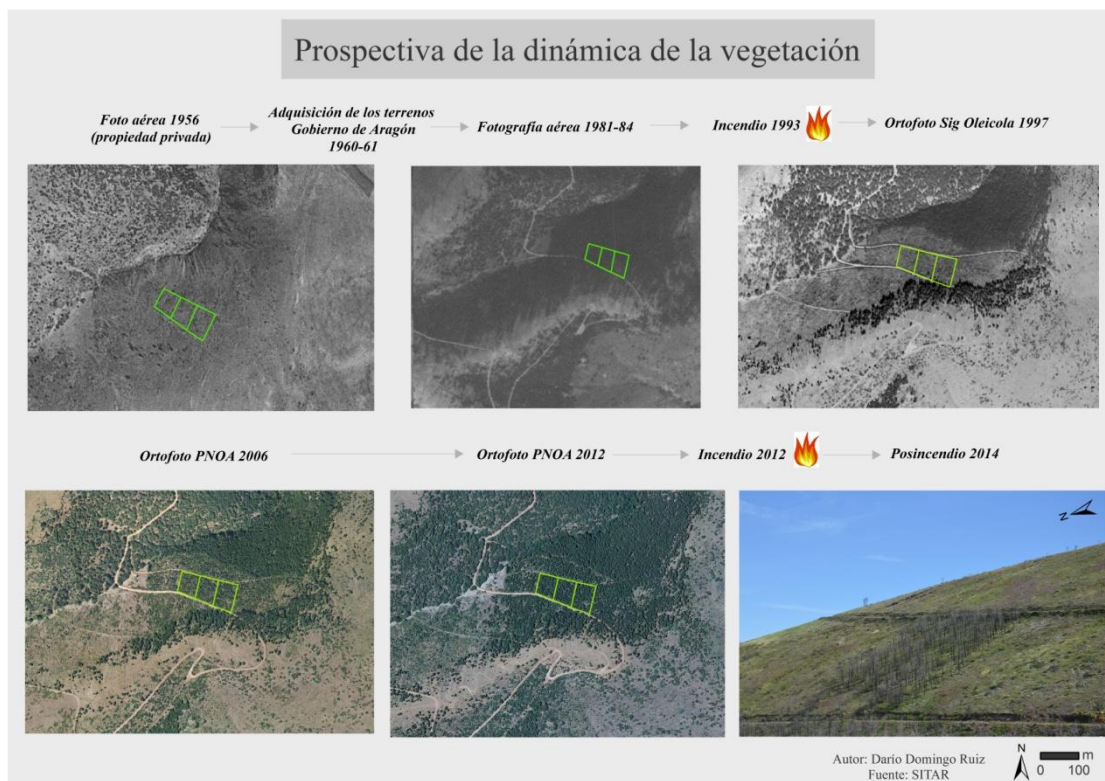 Prospectiva de la dinámica de la vegetación
Foto aérea 1956
(propiedad privada)
Adquisición de los terrenos
Gobierno de Aragón
1960-61
Fotografía aérea 1981-84
Incendio 1993
Ortofoto Sig Oleicola 1997
Ortofoto PNOA 2006
Ortofoto PNOA 2012
Incendio 2012
Posincendio 2014
N
Autor: Darío Domingo Ruiz
Fuente: SITAR
N
m
0 100